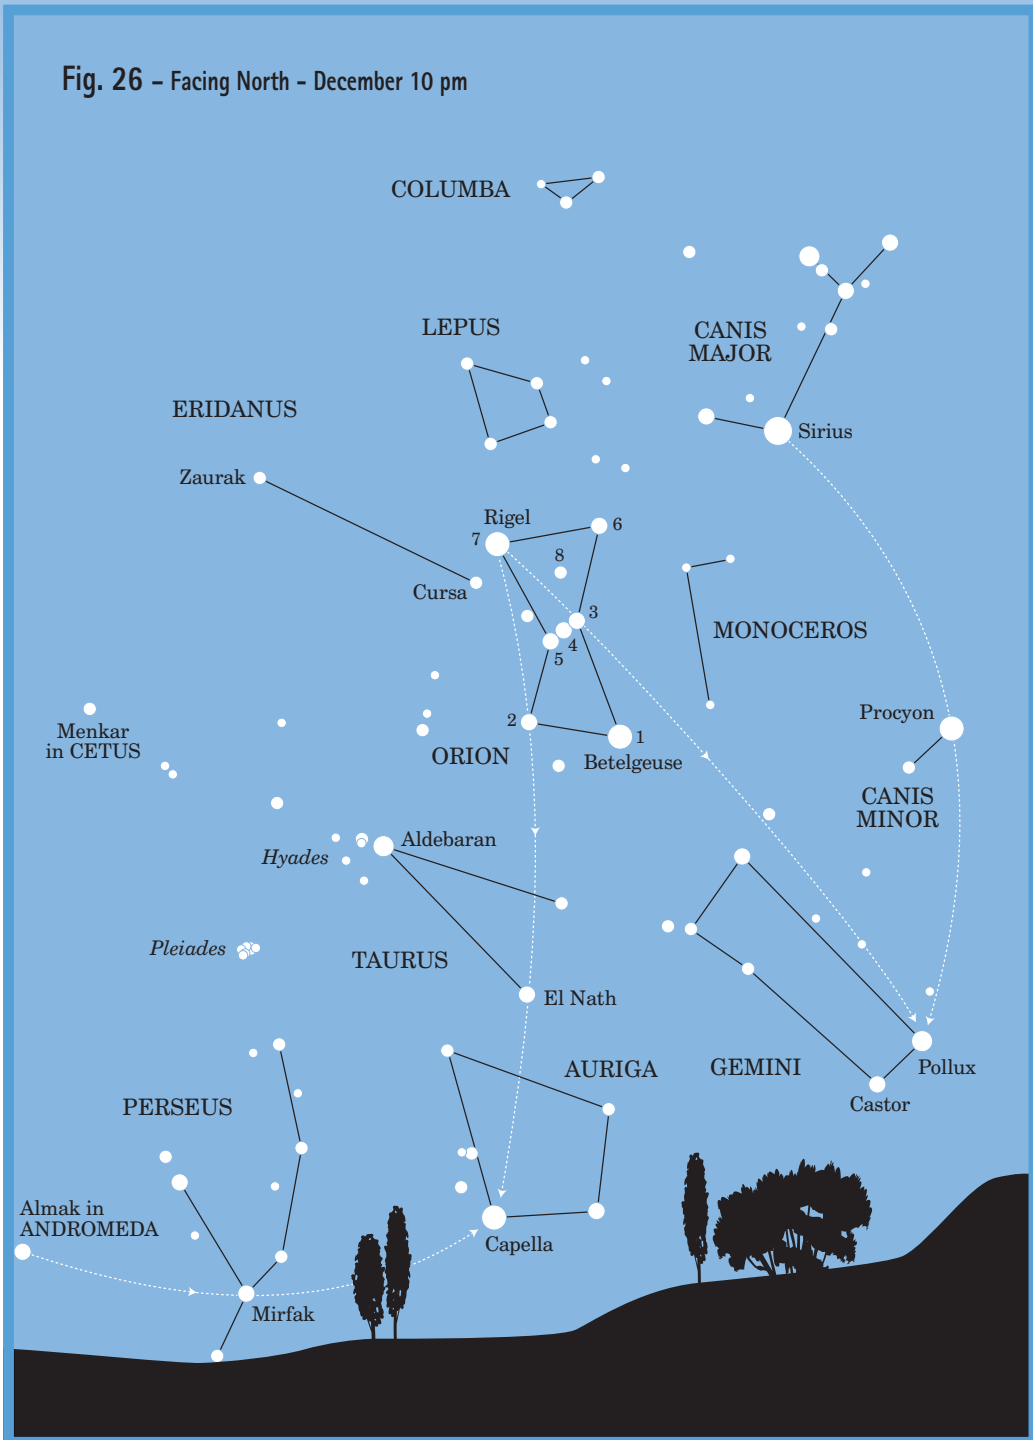 Fig. 26 – Facing North - December 10 pm
COLUMBA
LEPUS
CANIS
MAJOR
ERIDANUS
Sirius
Zaurak
Rigel
7
6
8
Cursa
3
MONOCEROS
4
5
Menkar
in CETUS
2
1
Procyon
ORION
Betelgeuse
CANIS
MINOR
Aldebaran
Hyades
Pleiades
TAURUS
El Nath
AURIGA
GEMINI
Pollux
PERSEUS
Castor
Almak in
ANDROMEDA
Capella
Mirfak